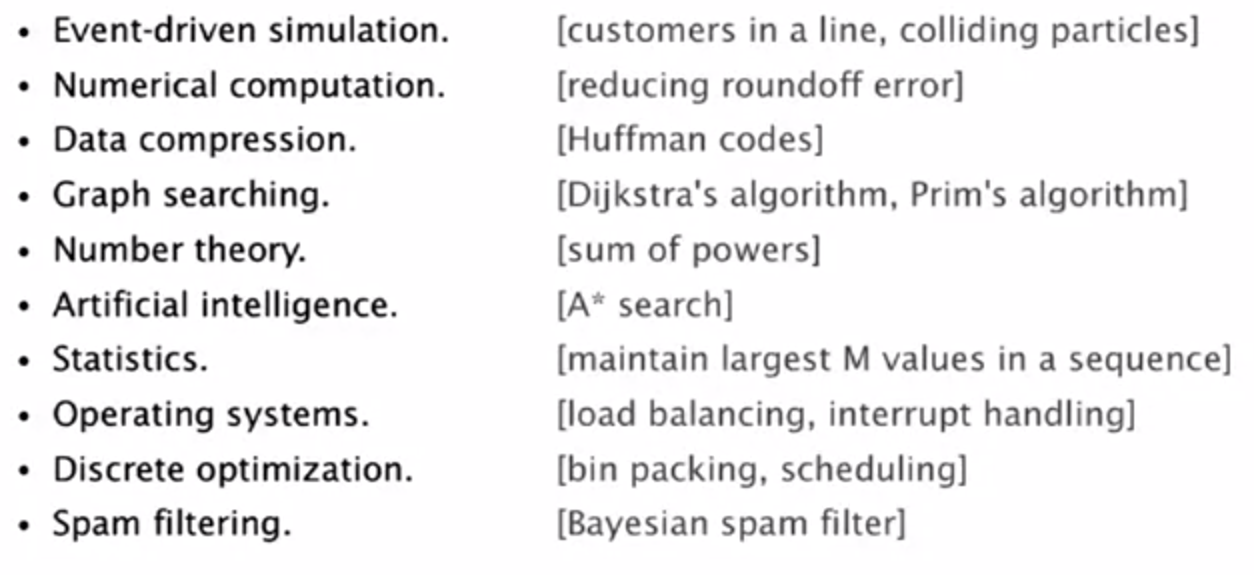 • Event-driven simulation. [customers in a line, colliding particles]
• Numerical computation. [reducing roundoff error]
• Data compression. [Huffman codes]
• Graph searching. [Dijkstra's algorithm, Prim's algorithm]
• Number theory. [sum of powers]
• Artificial intelligence. [A* search]
• Statistics. [maintain largest M values in a sequence]
• Operating systems. [load balancing, interrupt handling]
• Discrete optimization. [bin packing, scheduling]
• Spam filtering. [Bayesian spam filter]